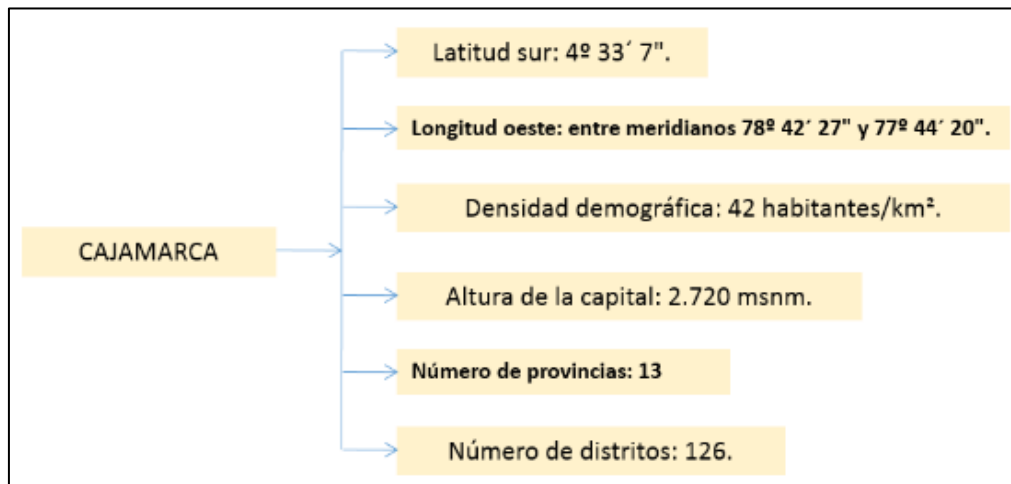 Latitud sur: 4º 33´ 7".
Longitud oeste: entre meridianos 78º 42´ 27" y 77º 44´ 20".
Densidad demográfica: 42 habitantes/km².
CAJAMARCA
Altura de la capital: 2.720 msnm.
Número de provincias: 13
Número de distritos: 126.